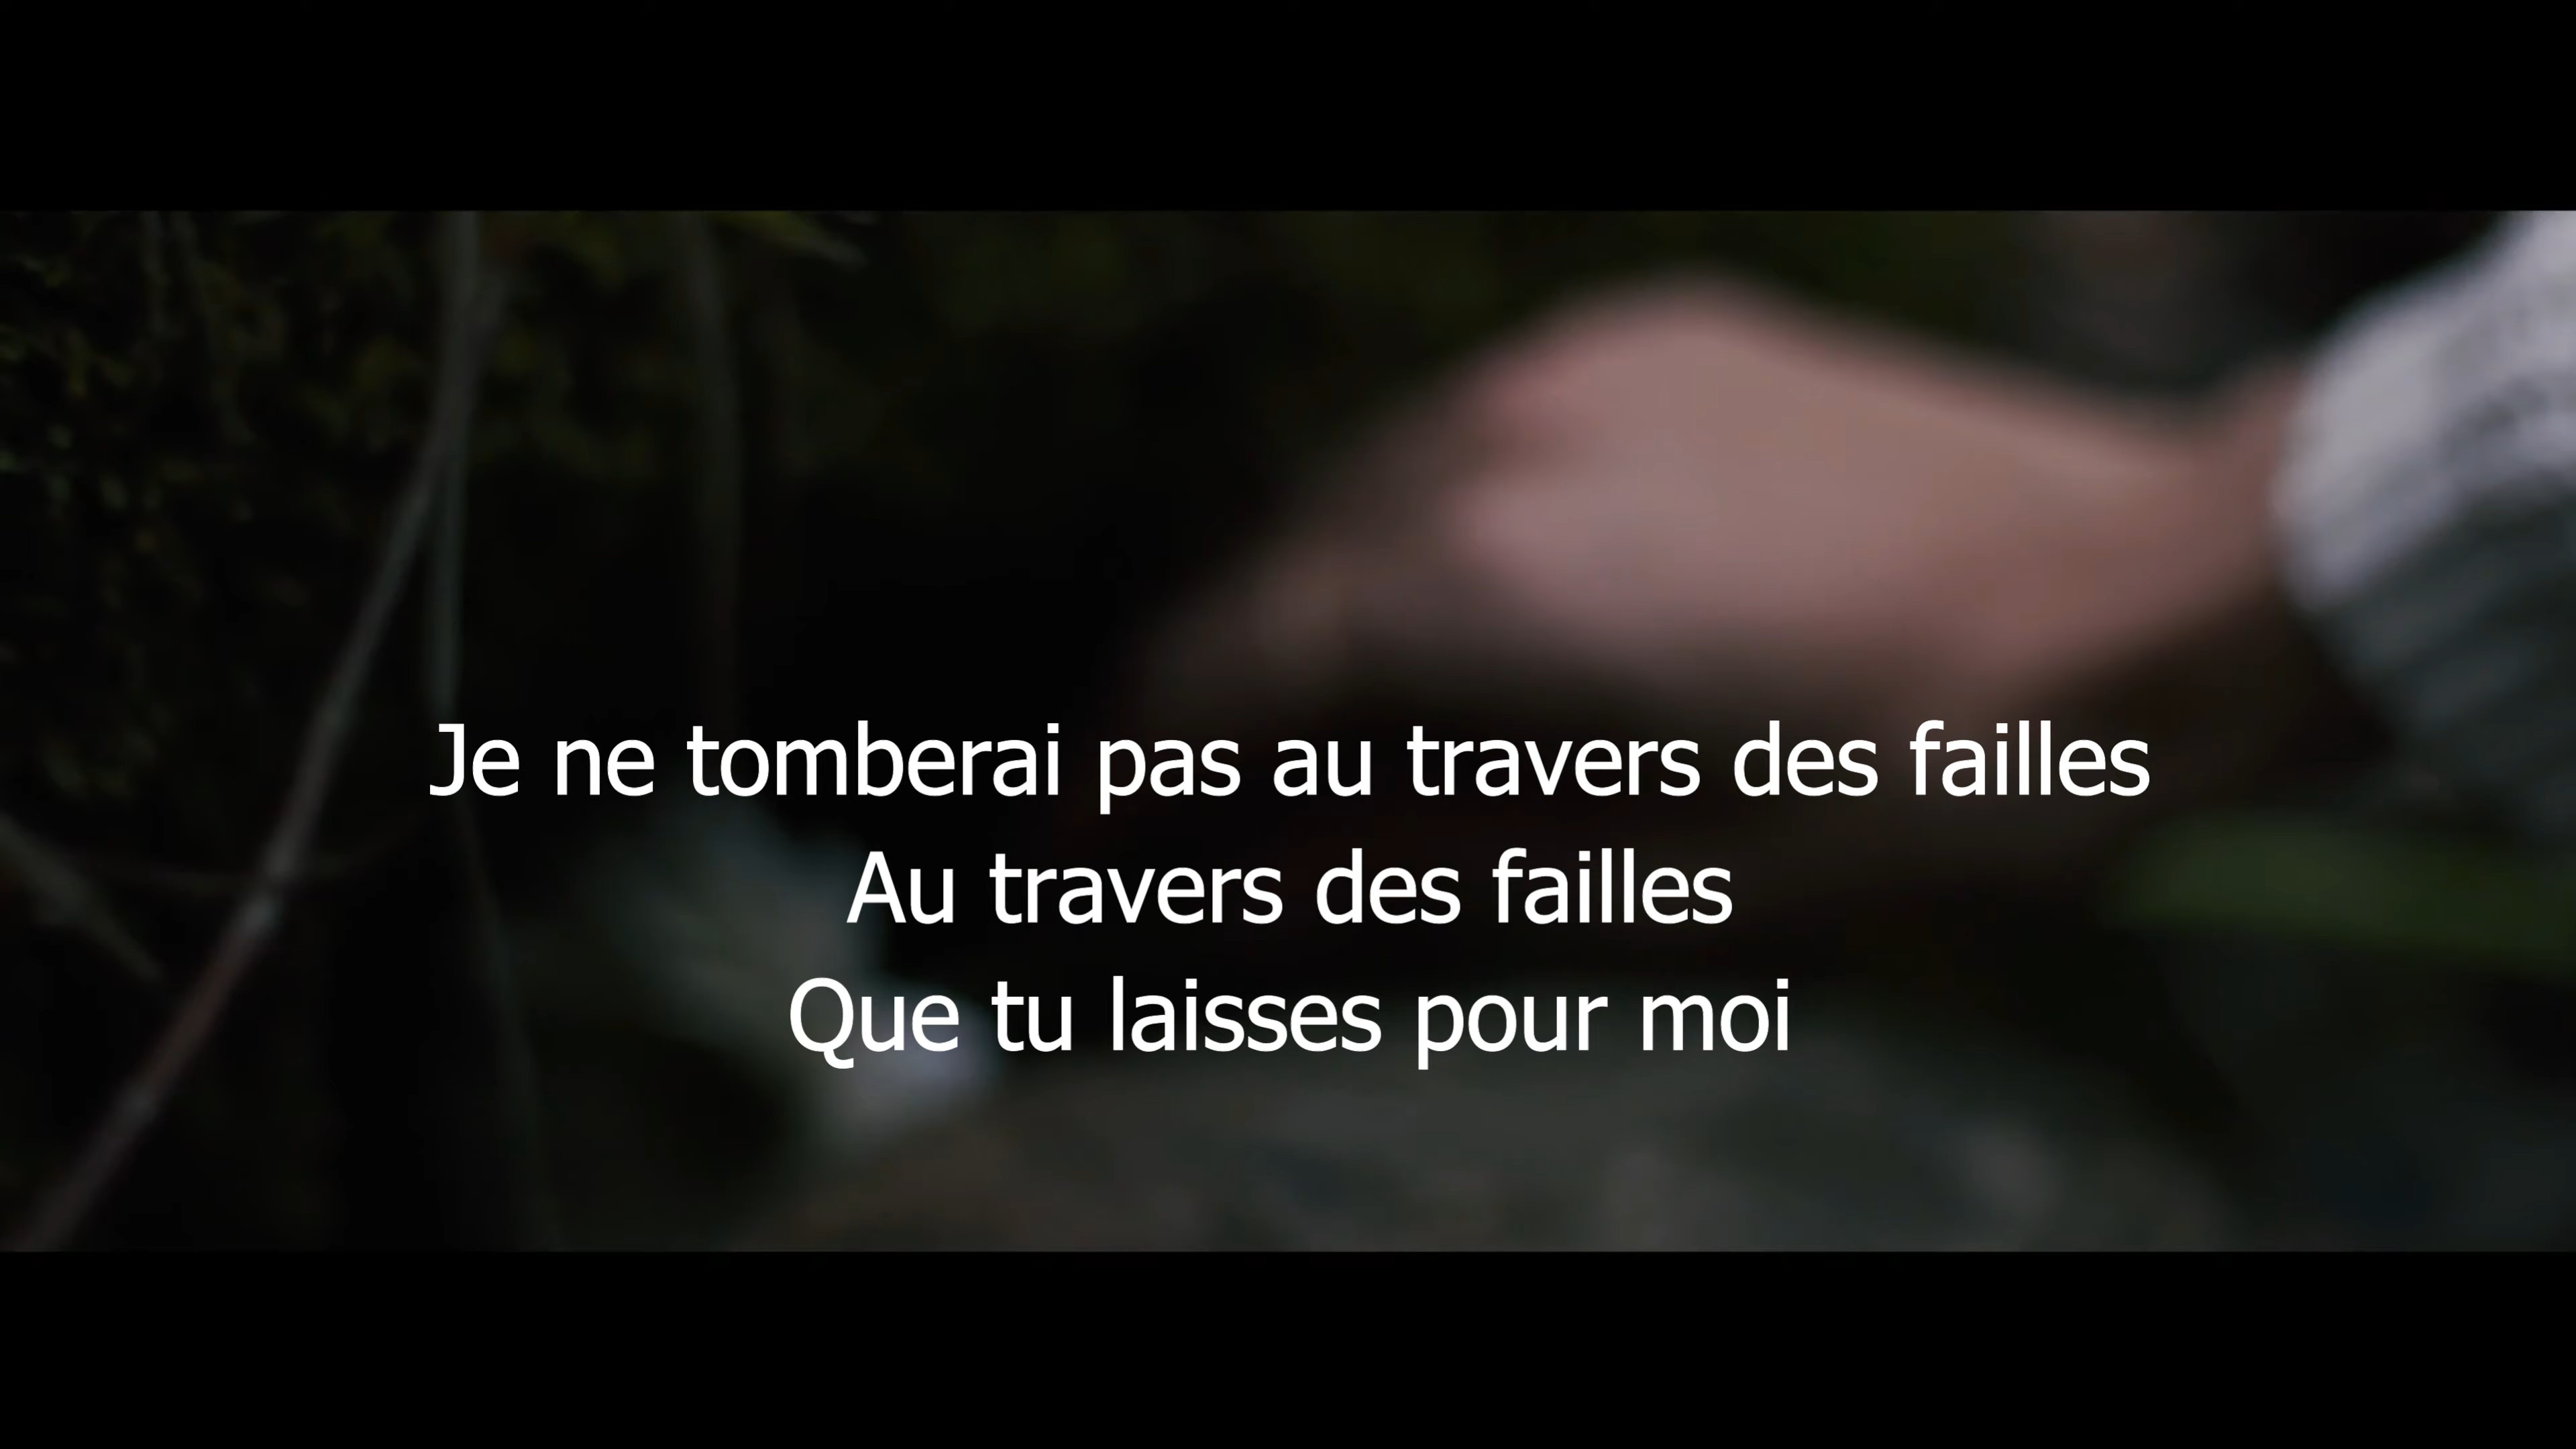 Je ne tomberai pas au travers des failles
Au travers des failles
Que tu laisses pour moi